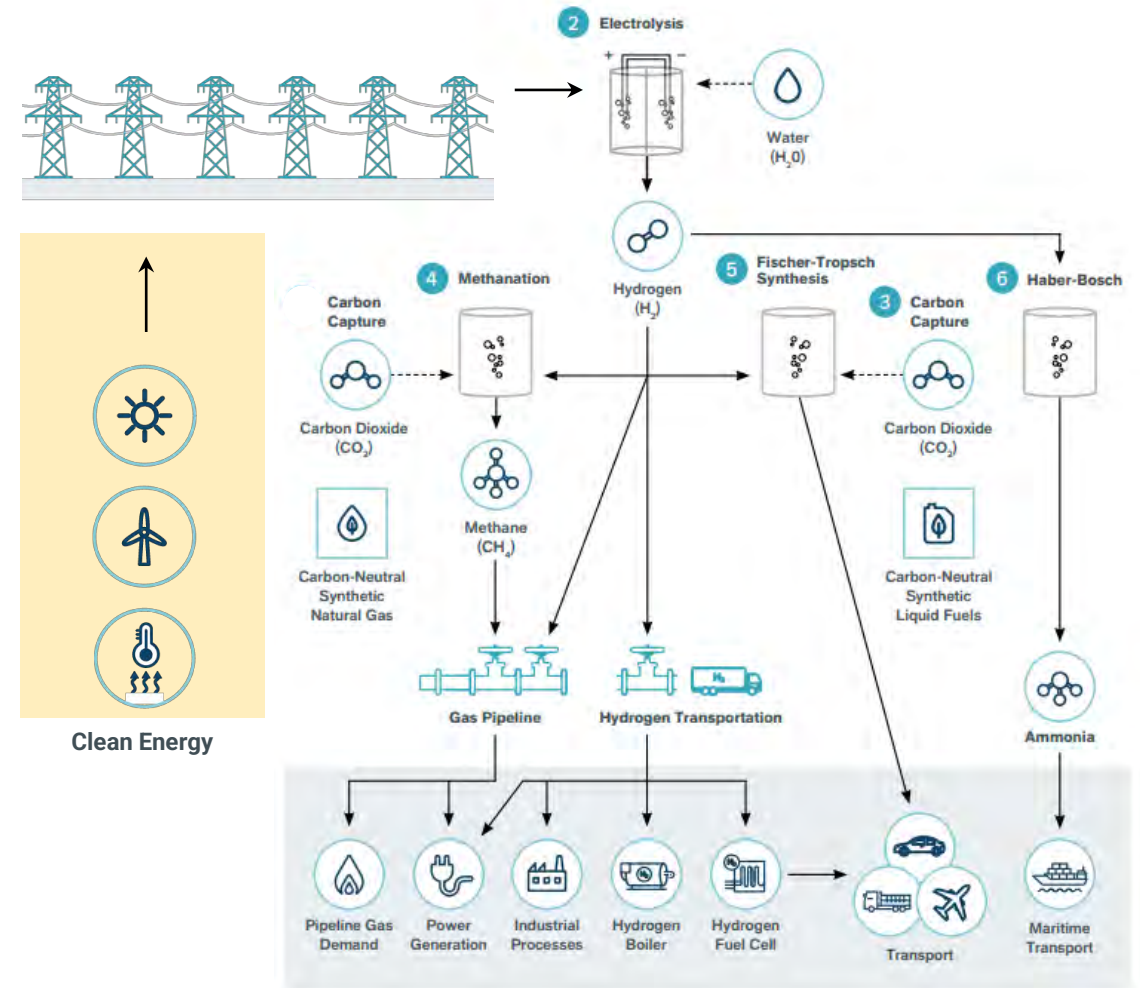 2 Electrolysis
+ −
Water
(H₂0)
Hydrogen
(H₂)
4 Methanation
5 Fischer-Tropsch
Synthesis
6 Haber-Bosch
Carbon
Capture
3 Carbon
Capture
Carbon Dioxide
(CO₂)
Carbon Dioxide
(CO₂)
Methane
(CH₄)
Carbon-Neutral
Synthetic
Natural Gas
Carbon-Neutral
Synthetic
Liquid Fuels
Clean Energy
H₂
Gas Pipeline
Hydrogen Transportation
Ammonia
H₂
H₂
Pipeline Gas
Demand
Power
Generation
Industrial
Processes
Hydrogen
Boiler
Hydrogen
Fuel Cell
Transport
Maritime
Transport